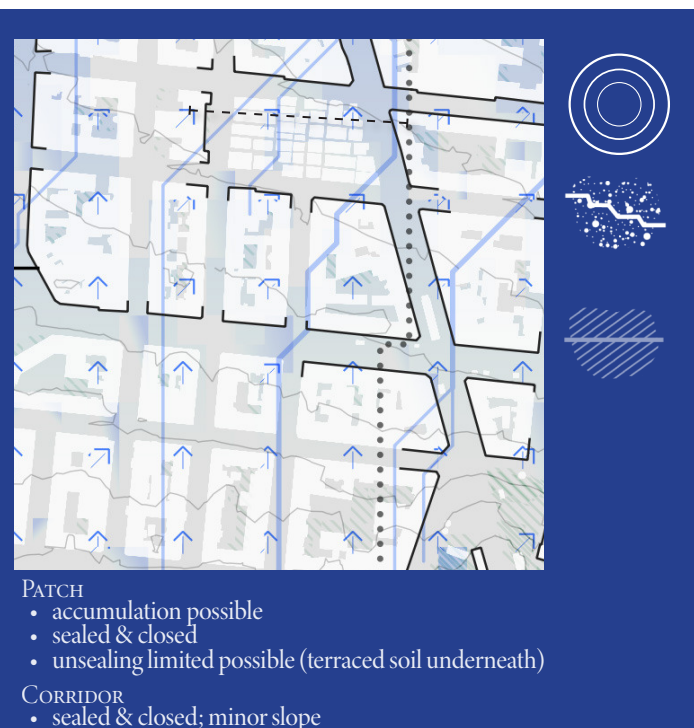 PATCH
• accumulation possible
• sealed & closed
• unsealing limited possible (terraced soil underneath)
CORRIDOR
• sealed & closed; minor slope